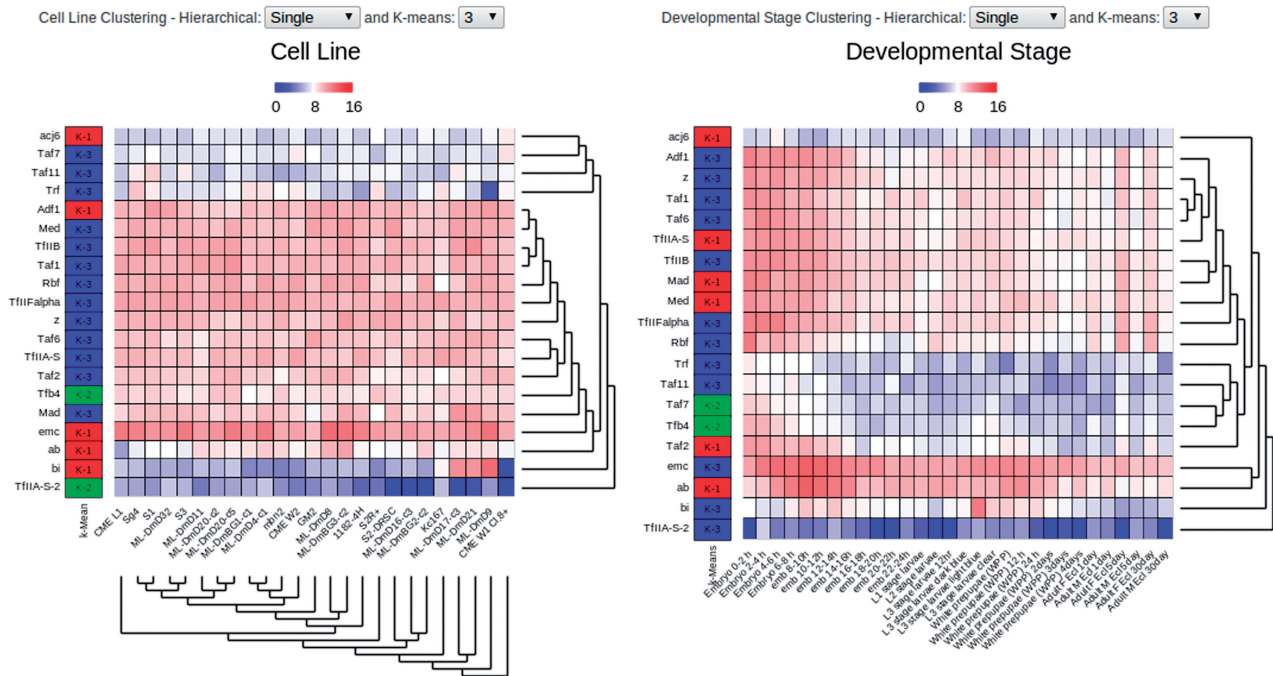 Cell Line Clustering - Hierarchical: Single and K-means: 3
Cell Line
0 8 16
acj6 K-1
Taf7 K-3
Taf11 K-3
Trf K-3
Adf1 K-1
Med K-3
TfIIB K-3
Taf1 K-3
Rbf K-3
TfIIFalpha K-3
z K-3
Taf6 K-3
TfIIA-S K-3
Taf2 K-3
Tfb4 K-2
Mad K-3
emc K-1
ab K-1
bi K-1
TfIIA-S-2 K-2
k-Mean
CME L1
Sg4
S1
ML-DmD32
S3
ML-DmD11
ML-DmD20-c2
ML-DmD20-c5
ML-DmBG1-c1
ML-DmD4-c1
mbn2
CME W2
GM2
ML-DmD8
ML-DmBG3-c2
1182-4H
S2R+
S2-DRSC
ML-DmD16-c3
ML-DmBG2-c2
Kc167
ML-DmD17-c3
ML-DmD21
ML-DmD9
CME W1 Cl.8+
Developmental Stage Clustering - Hierarchical: Single and K-means: 3
Developmental Stage
0 8 16
acj6 K-1
Adf1 K-3
z K-3
Taf1 K-3
Taf6 K-3
TfIIA-S K-1
TfIIB K-3
Mad K-1
Med K-1
TfIIFalpha K-3
Rbf K-3
Trf K-3
Taf11 K-3
Taf7 K-2
Tfb4 K-2
Taf2 K-1
emc K-3
ab K-1
bi K-3
TfIIA-S-2 K-3
k-Means
Embryo 0-2 h
Embryo 2-4 h
Embryo 4-6 h
Embryo 6-8 h
emb 8-10h
emb 10-12h
emb 12-14h
emb 14-16h
emb 16-18h
emb 18-20h
emb 20-22h
emb 22-24h
L1 stage larvae
L2 stage larvae
L3 stage larvae 12hr
L3 stage larvae dark blue
L3 stage larvae light blue
L3 stage larvae clear
White prepupae (WPP)
White prepupae (WPP) 12 h
White prepupae (WPP) 24 h
White prepupae (WPP) 2days
White prepupae (WPP) 3days
White prepupae (WPP) 4days
Adult F Ecl 1day
Adult M Ecl 1day
Adult F Ecl 5day
Adult M Ecl 5day
Adult F Ecl 30day
Adult M Ecl 30day